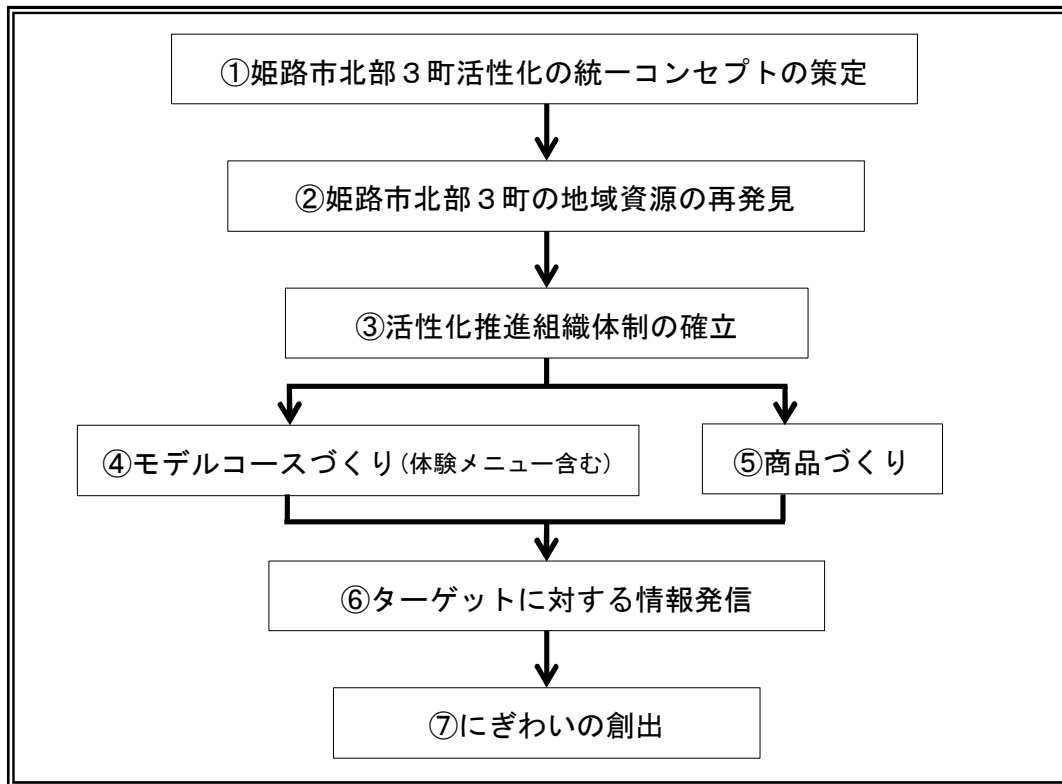 ①姫路市北部３町活性化の統一コンセプトの策定
②姫路市北部３町の地域資源の再発見
③活性化推進組織体制の確立
④モデルコースづくり(体験メニュー含む)
⑤商品づくり
⑥ターゲットに対する情報発信
⑦にぎわいの創出